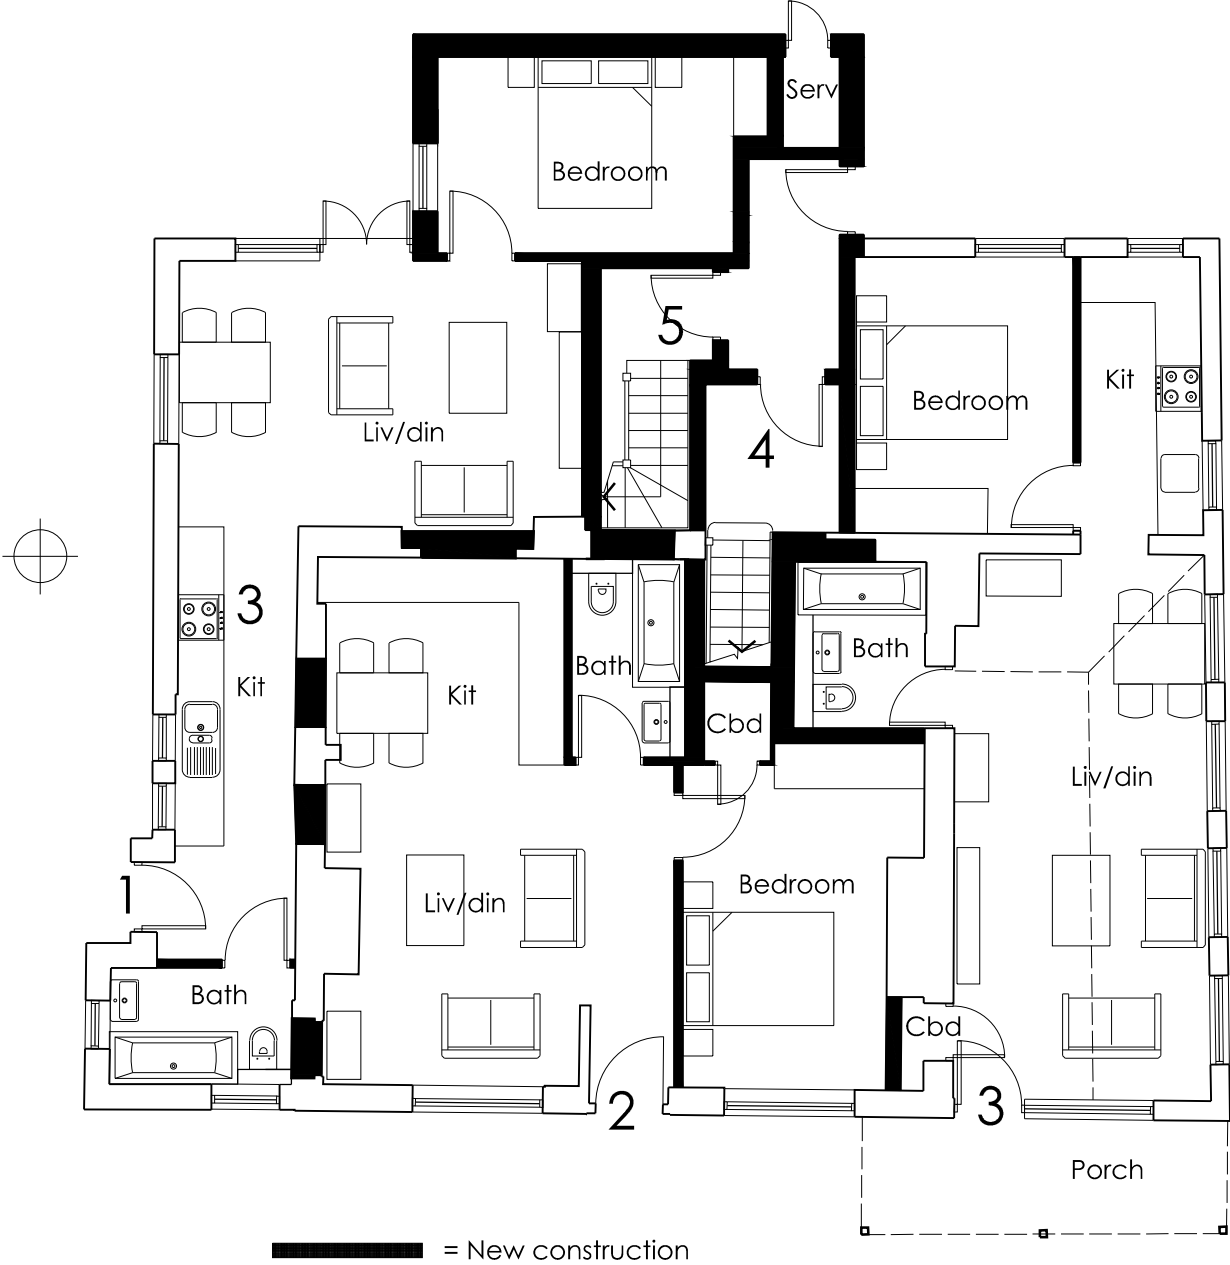 Serv
Bedroom
5
Kit
Bedroom
Liv/din
4
3
Bath
Bath
Kit
Kit
Cbd
Liv/din
1
Bedroom
Liv/din
Bath
Cbd
2
3
Porch
= New construction